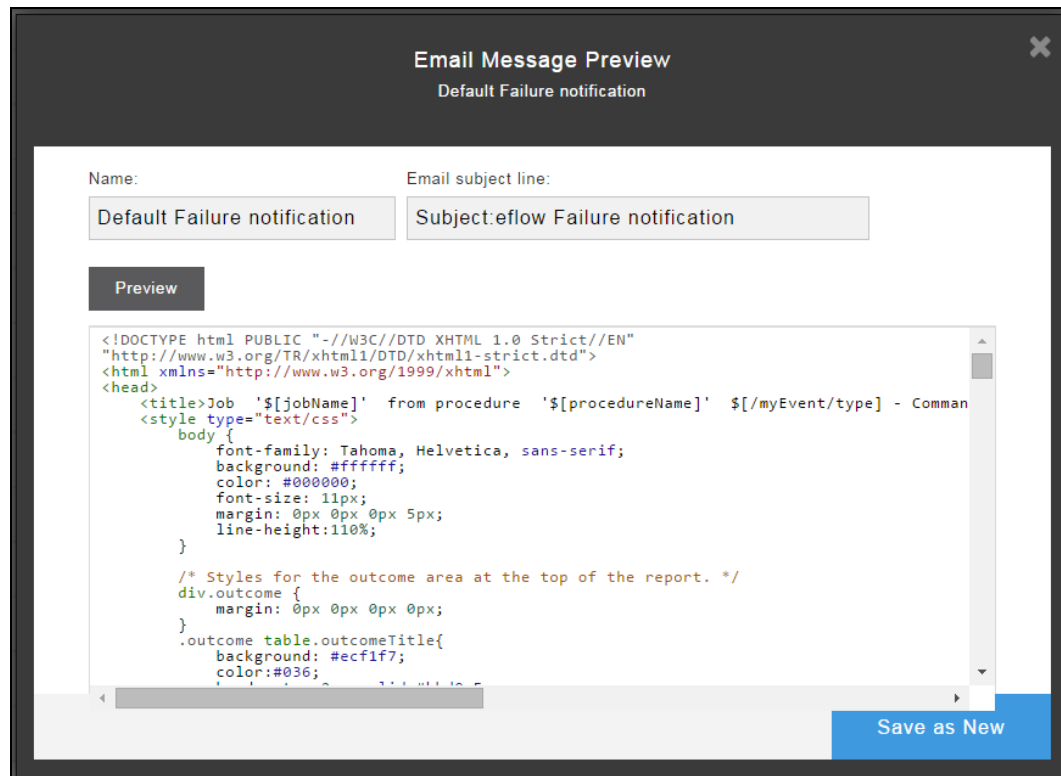 Email Message Preview
Default Failure notification
Name:
Email subject line:
Default Failure notification
Subject:eflow Failure notification
Preview
<!DOCTYPE html PUBLIC "-//W3C//DTD XHTML 1.0 Strict//EN"
"http://www.w3.org/TR/xhtml1/DTD/xhtml1-strict.dtd">
<html xmlns="http://www.w3.org/1999/xhtml">
<head>
    <title>Job  '$[jobName]'  from procedure  '$[procedureName]'  $[/myEvent/type] - Comman
    <style type="text/css">
        body {
            font-family: Tahoma, Helvetica, sans-serif;
            background: #ffffff;
            color: #000000;
            font-size: 11px;
            margin: 0px 0px 0px 5px;
            line-height:110%;
        }
        /* Styles for the outcome area at the top of the report. */
        div.outcome {
            margin: 0px 0px 0px 0px;
        }
        .outcome table.outcomeTitle{
            background: #ecf1f7;
            color:#036;
Save as New